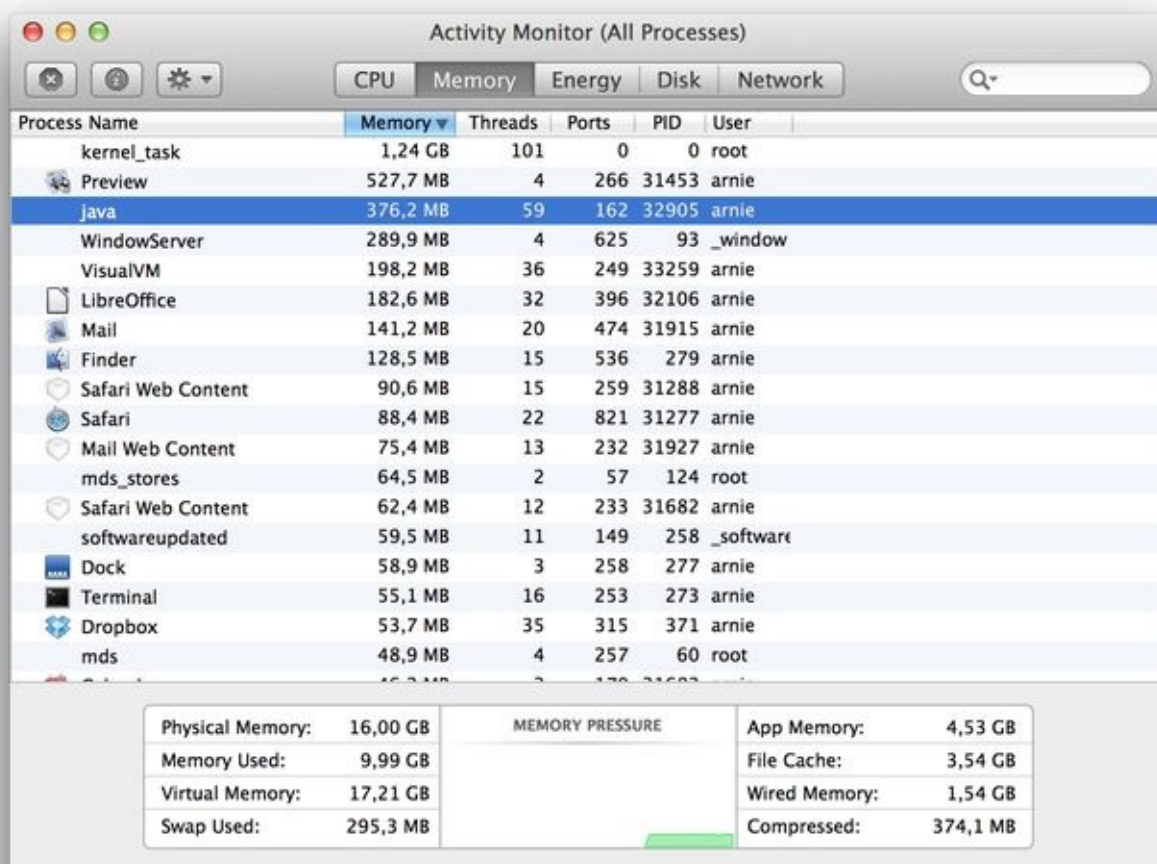 Activity Monitor (All Processes)
CPU Memory Energy Disk Network
Process Name Memory Threads Ports PID User
kernel_task 1,24 GB 101 0 0 root
Preview 527,7 MB 4 266 31453 arnie
java 376,2 MB 59 162 32905 arnie
WindowServer 289,9 MB 4 625 93 _window
VisualVM 198,2 MB 36 249 33259 arnie
LibreOffice 182,6 MB 32 396 32106 arnie
Mail 141,2 MB 20 474 31915 arnie
Finder 128,5 MB 15 536 279 arnie
Safari Web Content 90,6 MB 15 259 31288 arnie
Safari 88,4 MB 22 821 31277 arnie
Mail Web Content 75,4 MB 13 232 31927 arnie
mds_stores 64,5 MB 2 57 124 root
Safari Web Content 62,4 MB 12 233 31682 arnie
softwareupdated 59,5 MB 11 149 258 _software
Dock 58,9 MB 3 258 277 arnie
Terminal 55,1 MB 16 253 273 arnie
Dropbox 53,7 MB 35 315 371 arnie
mds 48,9 MB 4 257 60 root
Physical Memory: 16,00 GB MEMORY PRESSURE App Memory: 4,53 GB
Memory Used: 9,99 GB File Cache: 3,54 GB
Virtual Memory: 17,21 GB Wired Memory: 1,54 GB
Swap Used: 295,3 MB Compressed: 374,1 MB